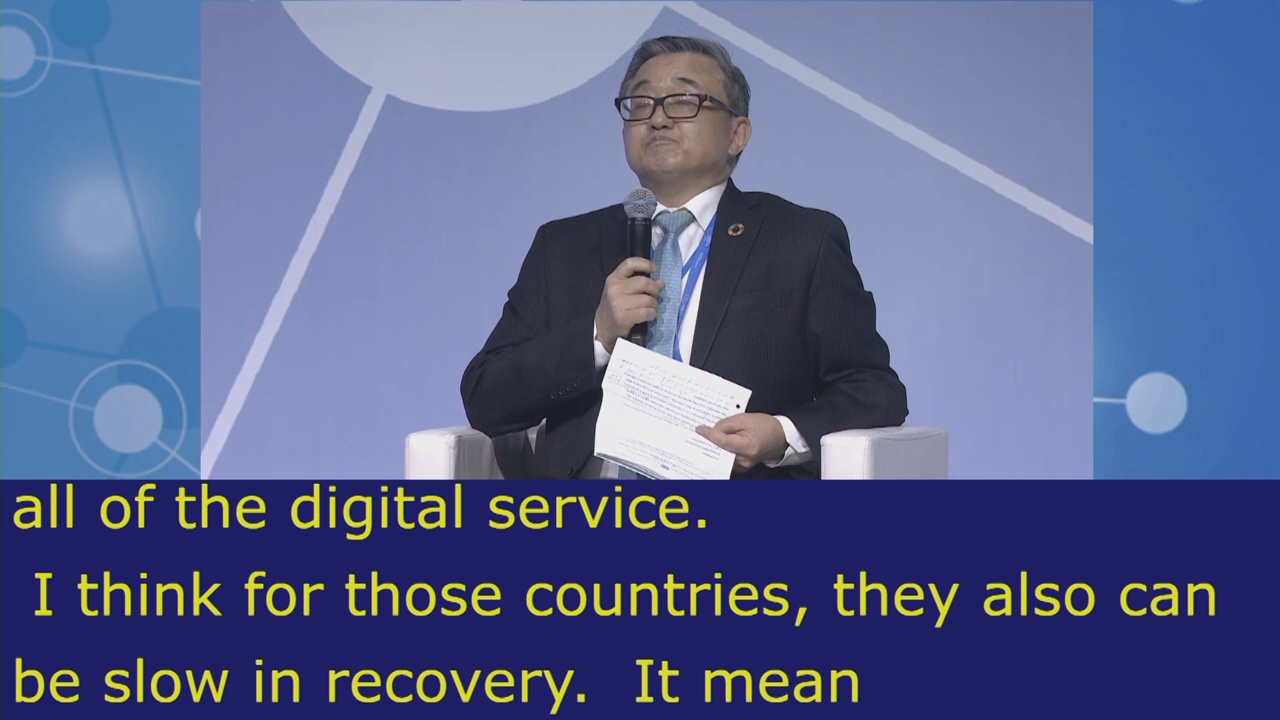 all of the digital service.
I think for those countries, they also can
be slow in recovery.  It mean